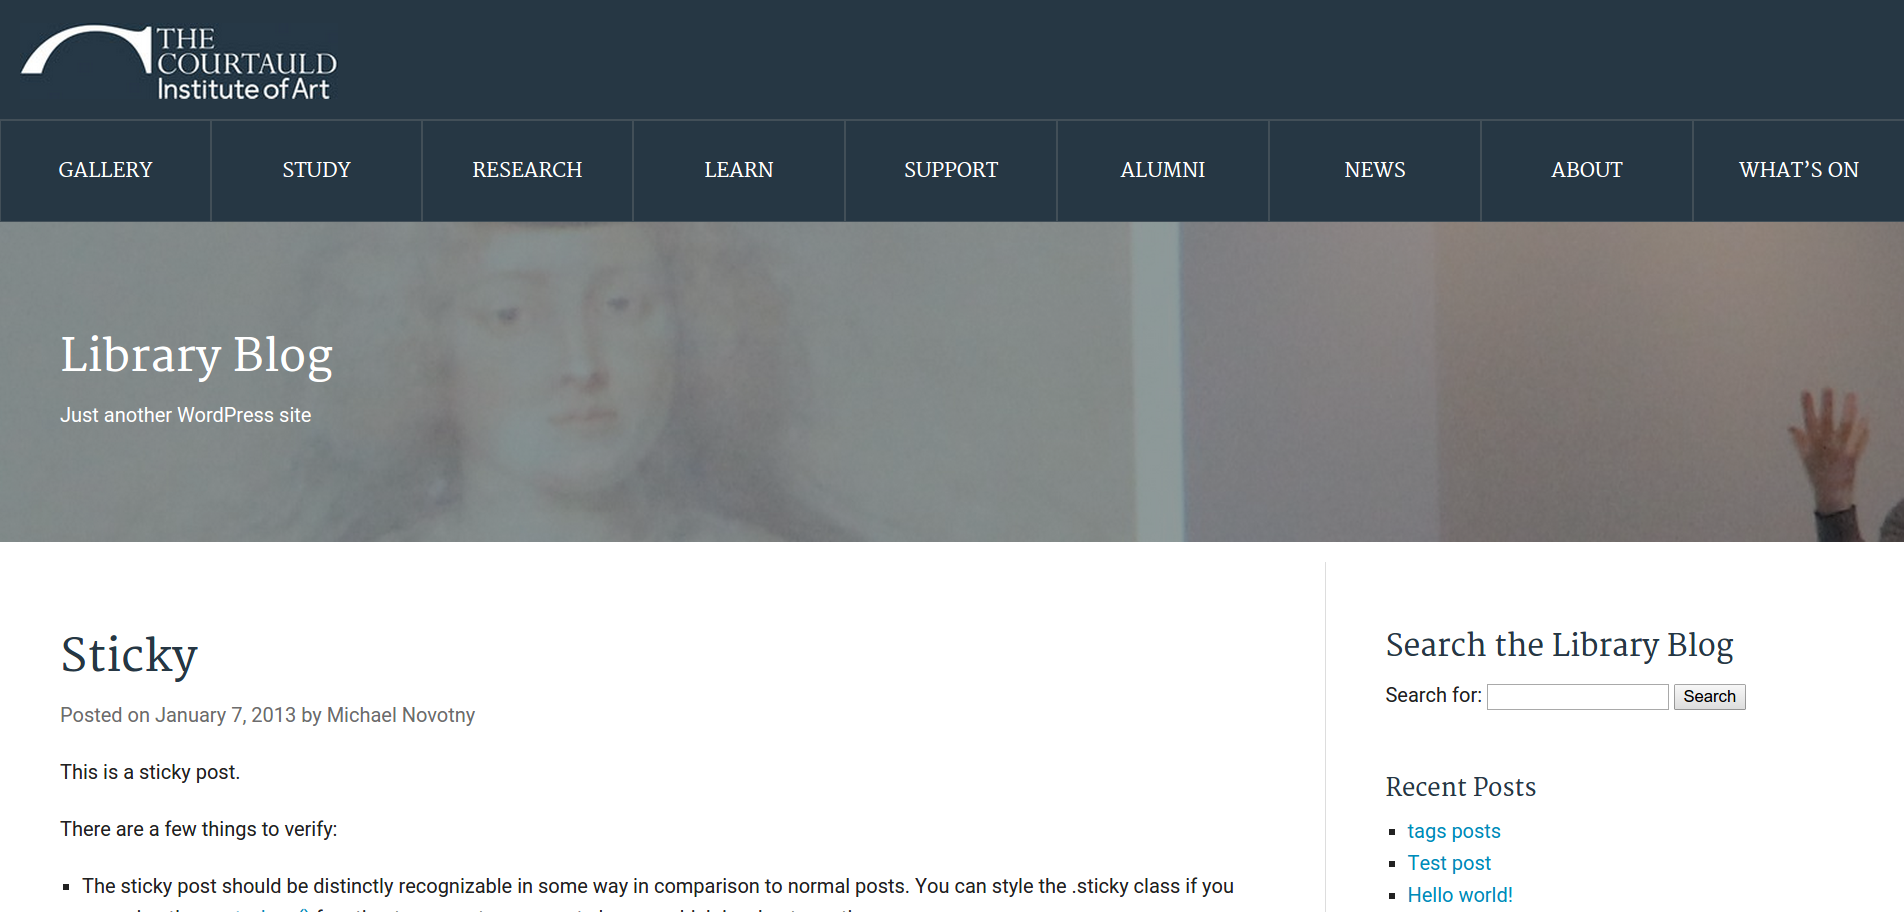 THE
COURTAULD
Institute of Art
GALLERY
STUDY
RESEARCH
LEARN
SUPPORT
ALUMNI
NEWS
ABOUT
WHAT’S ON
Library Blog
Just another WordPress site
Sticky
Posted on January 7, 2013 by Michael Novotny
This is a sticky post.
There are a few things to verify:
The sticky post should be distinctly recognizable in some way in comparison to normal posts. You can style the .sticky class if you
Search the Library Blog
Search for:
Search
Recent Posts
tags posts
Test post
Hello world!